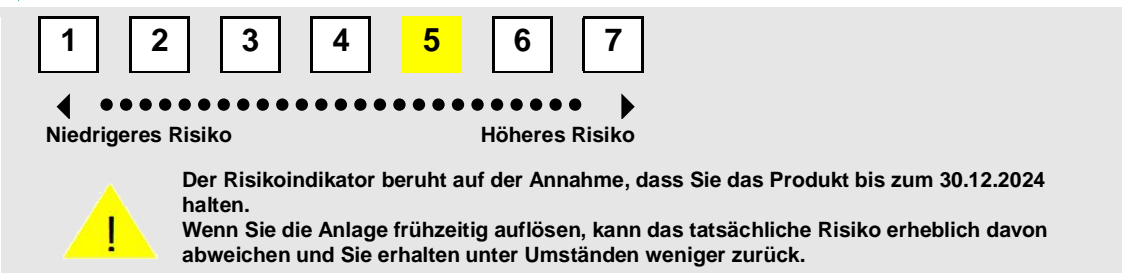 1 2 3 4 5 6 7
Niedrigeres Risiko Höheres Risiko
! Der Risikoindikator beruht auf der Annahme, dass Sie das Produkt bis zum 30.12.2024
halten.
Wenn Sie die Anlage frühzeitig auflösen, kann das tatsächliche Risiko erheblich davon
abweichen und Sie erhalten unter Umständen weniger zurück.